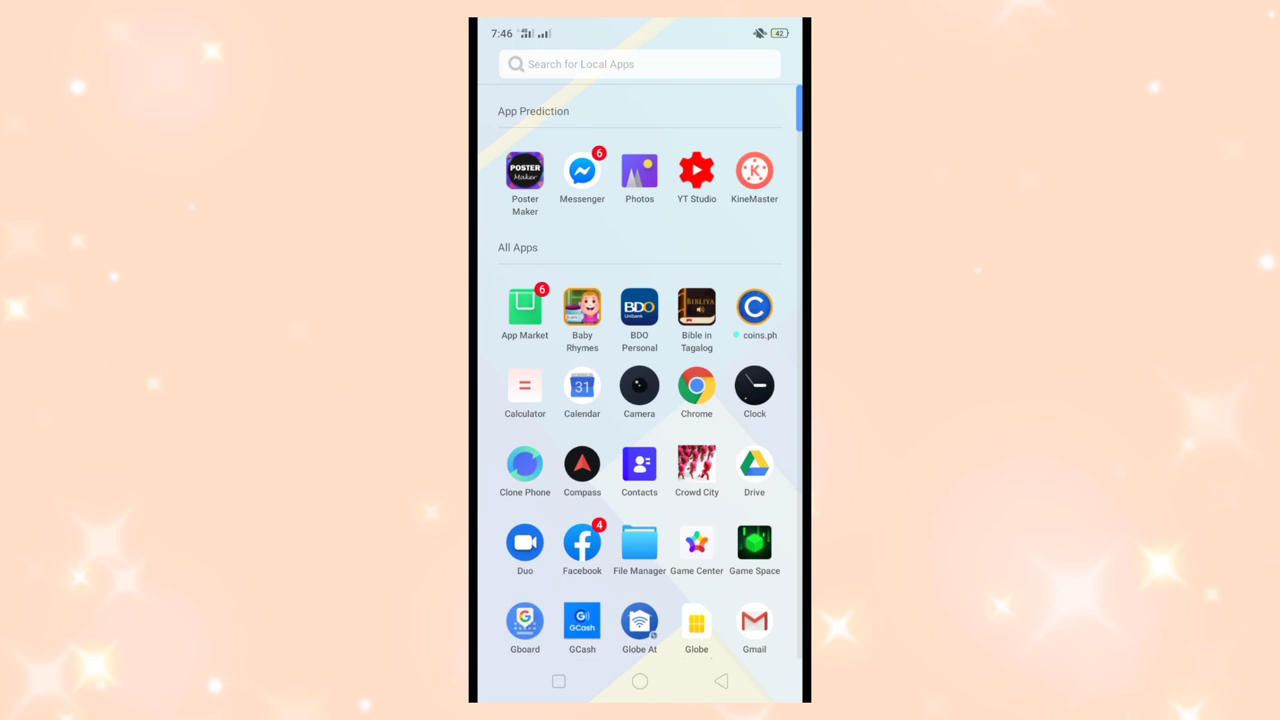 7:46
42
Search for Local Apps
App Prediction
POSTER
Maker
6
Poster
Maker
Messenger
Photos
YT Studio
K
KineMaster
All Apps
6
BDO
Unibank
BIBLIYA
C
App Market
Baby
Rhymes
BDO
Personal
Bible in
Tagalog
coins.ph
31
Calculator
Calendar
Camera
Chrome
Clock
Clone Phone
Compass
Contacts
Crowd City
Drive
4
Duo
Facebook
File Manager
Game Center
Game Space
G
G
GCash
Gboard
GCash
Globe At
Globe
Gmail